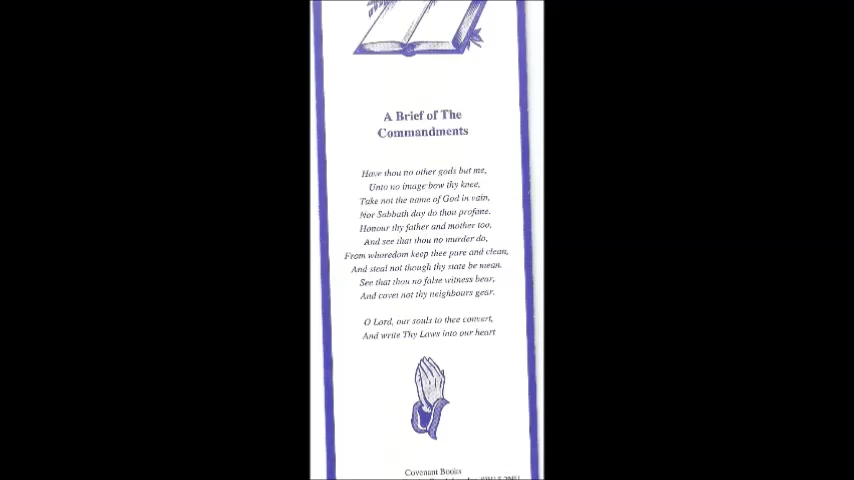 A Brief of The
Commandments
Have thou no other gods but me,
Unto no image bow thy knee,
Take not the name of God in vain,
Nor Sabbath day do thou profane.
Honour thy father and mother too,
And see that thou no murder do,
From whoredom keep thee pure and clean,
And steal not though thy state be mean.
See that thou no false witness bear,
And covet not thy neighbours gear.
O Lord, our souls to thee convert,
And write Thy Laws into our heart
Covenant Books